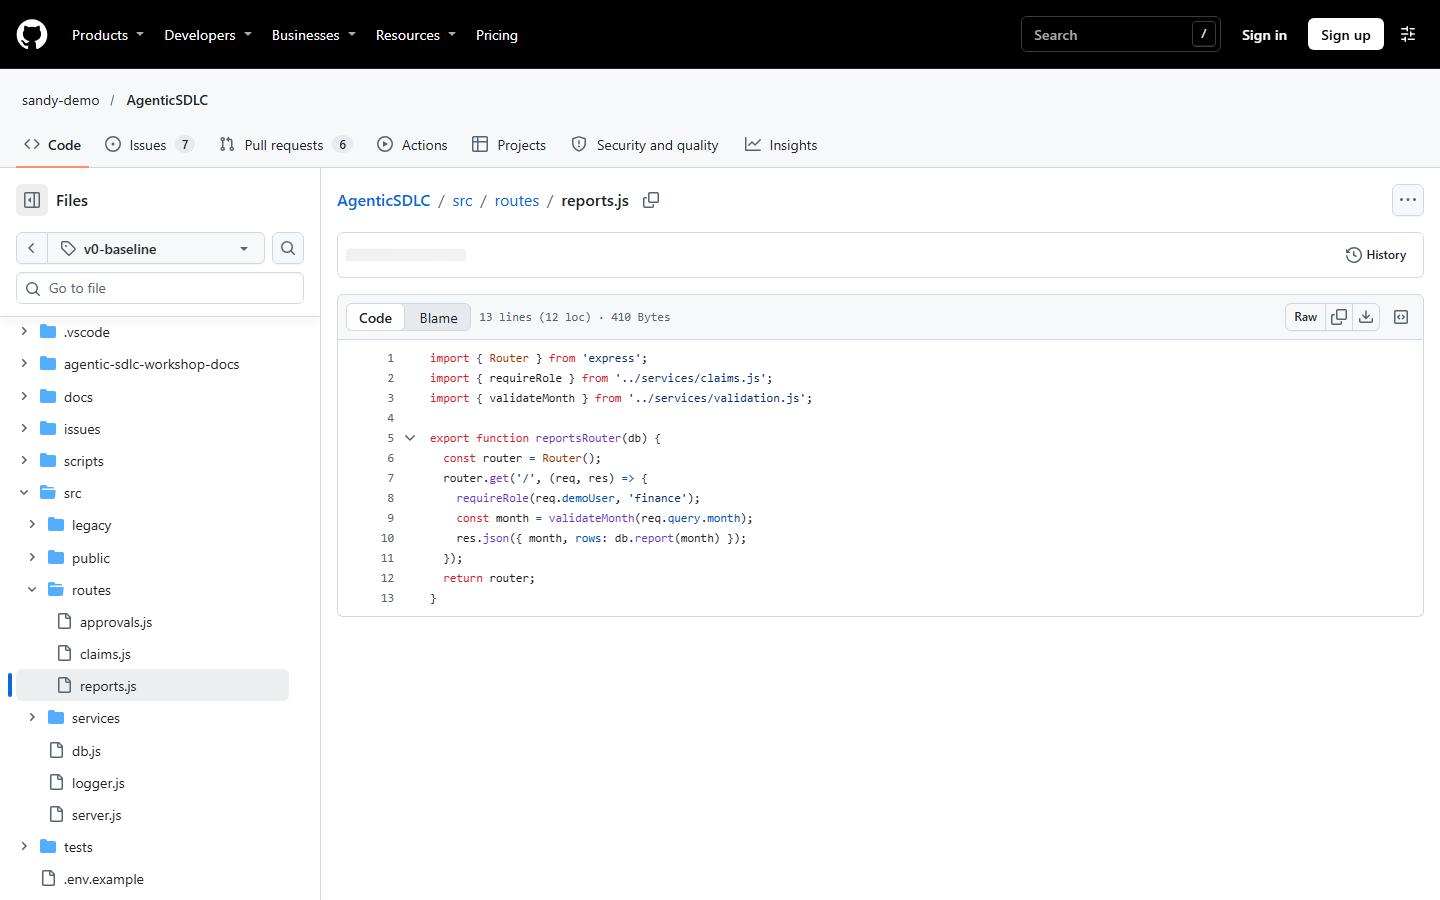 Products
Developers
Businesses
Resources
Pricing
Search
/
Sign in
Sign up
sandy-demo / AgenticSDLC
Code
Issues 7
Pull requests 6
Actions
Projects
Security and quality
Insights
Files
v0-baseline
Go to file
.vscode
agentic-sdlc-workshop-docs
docs
issues
scripts
src
legacy
public
routes
approvals.js
claims.js
reports.js
services
db.js
logger.js
server.js
tests
.env.example
AgenticSDLC / src / routes / reports.js
History
Code
Blame
13 lines (12 loc) · 410 Bytes
Raw
1 import { Router } from 'express';
2 import { requireRole } from '../services/claims.js';
3 import { validateMonth } from '../services/validation.js';
4
5 export function reportsRouter(db) {
6 const router = Router();
7 router.get('/', (req, res) => {
8 requireRole(req.demoUser, 'finance');
9 const month = validateMonth(req.query.month);
10 res.json({ month, rows: db.report(month) });
11 });
12 return router;
13 }